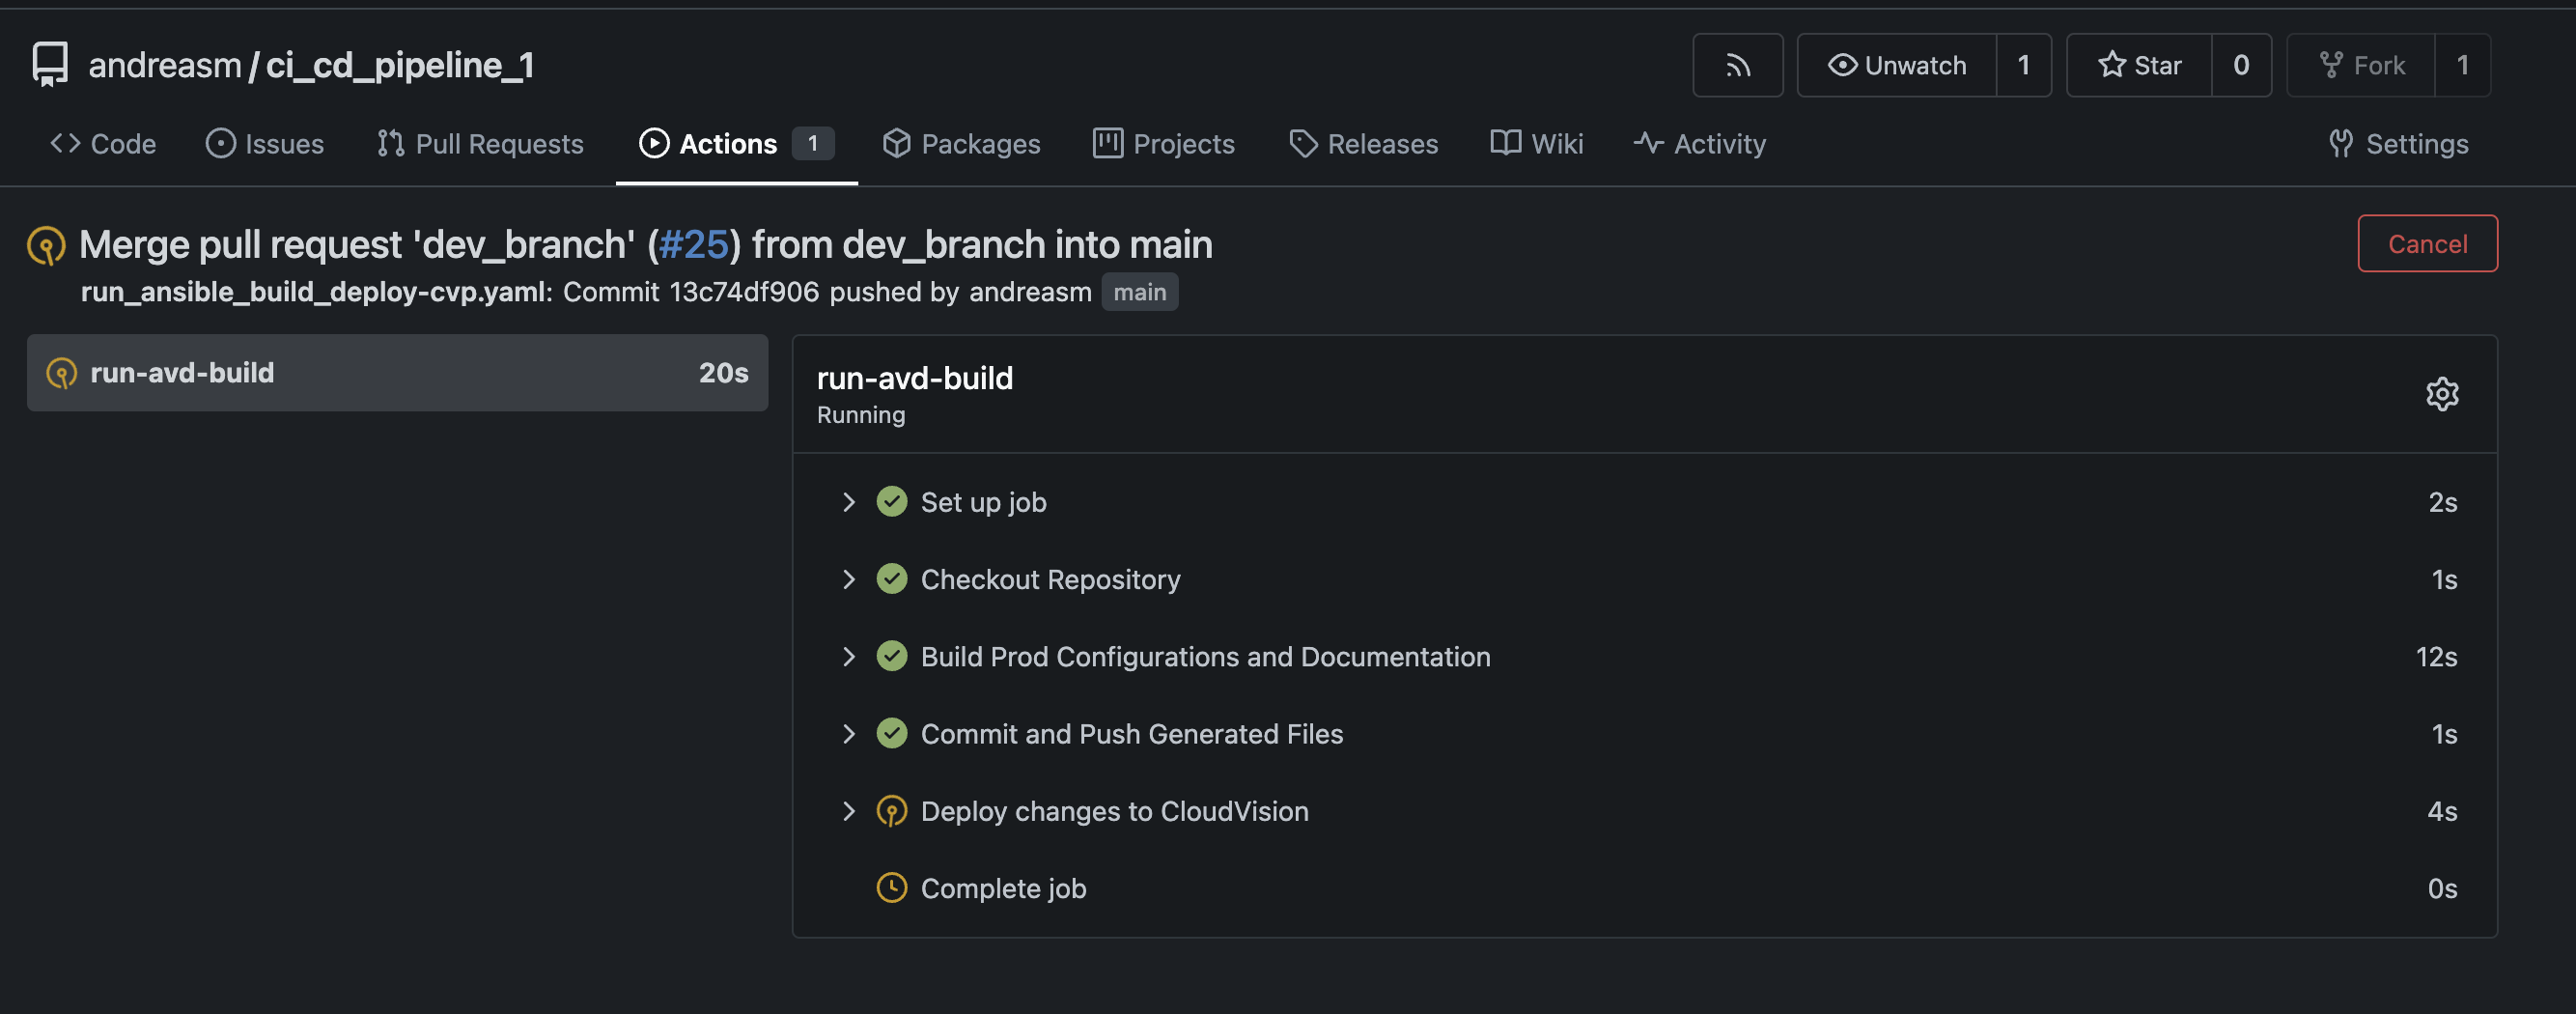 andreasm / ci_cd_pipeline_1
Unwatch 1
Star 0
Fork 1
Code
Issues
Pull Requests
Actions 1
Packages
Projects
Releases
Wiki
Activity
Settings
Merge pull request 'dev_branch' (#25) from dev_branch into main
Cancel
run_ansible_build_deploy-cvp.yaml: Commit 13c74df906 pushed by andreasm main
run-avd-build 20s
run-avd-build
Running
Set up job 2s
Checkout Repository 1s
Build Prod Configurations and Documentation 12s
Commit and Push Generated Files 1s
Deploy changes to CloudVision 4s
Complete job 0s